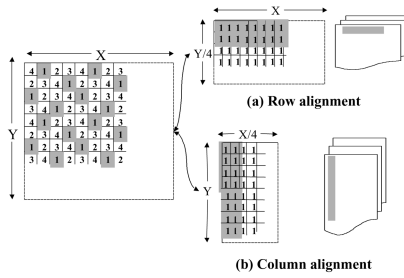 X
Y
4 1 2 3 4 1 2 3
2 3 4 1 2 3 4 1
1 2 3 4 1 2 3 4
3 4 1 2 3 4 1 2
4 1 2 3 4 1 2 3
2 3 4 1 2 3 4 1
1 2 3 4 1 2 3 4
3 4 1 2 3 4 1 2
X
Y/4
1 1 1 1 1 1 1 1
1 1 1 1 1 1 1 1
1 1 1 1 1 1 1 1
1 1 1 1 1 1 1 1
(a) Row alignment
X/4
Y
1 1 1 1
1 1 1 1
1 1 1 1
1 1 1 1
1 1 1 1
1 1 1 1
1 1 1 1
1 1 1 1
(b) Column alignment